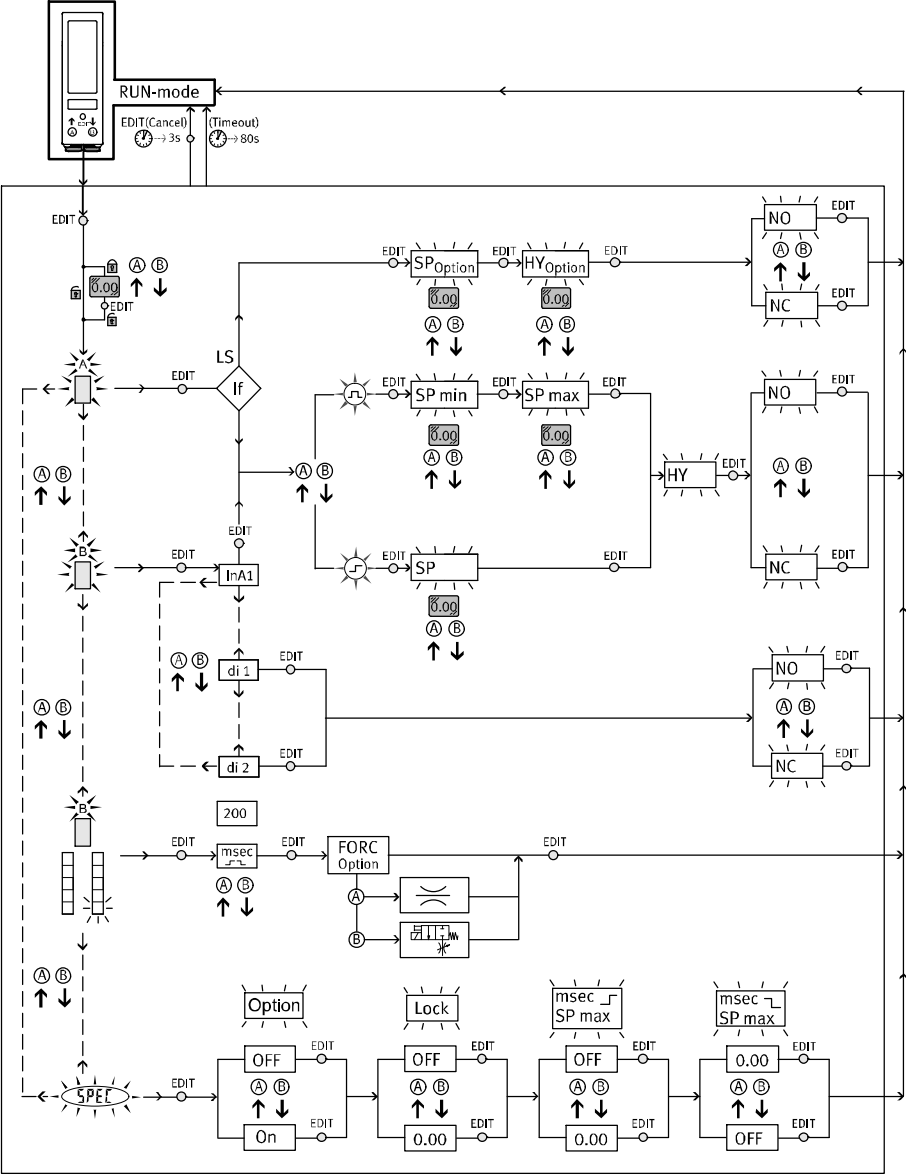 RUN-mode
EDIT(Cancel) (Timeout)
3s 80s
A EDIT B
EDIT
0.00
A B
EDIT
A
A B
EDIT
LS
If
EDIT
SPOption
EDIT
HYOption
EDIT
0.00
A B
0.00
A B
NO
EDIT
A B
NC
EDIT
A B
EDIT
SP min
EDIT
SP max
EDIT
0.00
A B
0.00
A B
HY
EDIT
NO
EDIT
A B
NC
EDIT
EDIT
SP
EDIT
0.00
A B
B
EDIT
EDIT
InA1
A B
di 1
EDIT
di 2
EDIT
NO
EDIT
A B
NC
EDIT
A B
B
EDIT
200
msec
A B
EDIT
FORC
Option
A
B
EDIT
A B
SPEC
EDIT
Option
OFF
EDIT
A B
On
EDIT
Lock
OFF
EDIT
A B
0.00
EDIT
msec
SP max
OFF
EDIT
A B
0.00
EDIT
msec
SP max
0.00
EDIT
A B
OFF
EDIT